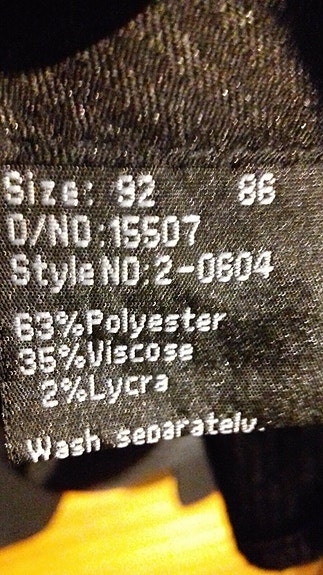 Size: 92 86
O/NO:15507
Style NO:2-0604
63%Polyester
35%Viscose
2%Lycra
Wash separately.